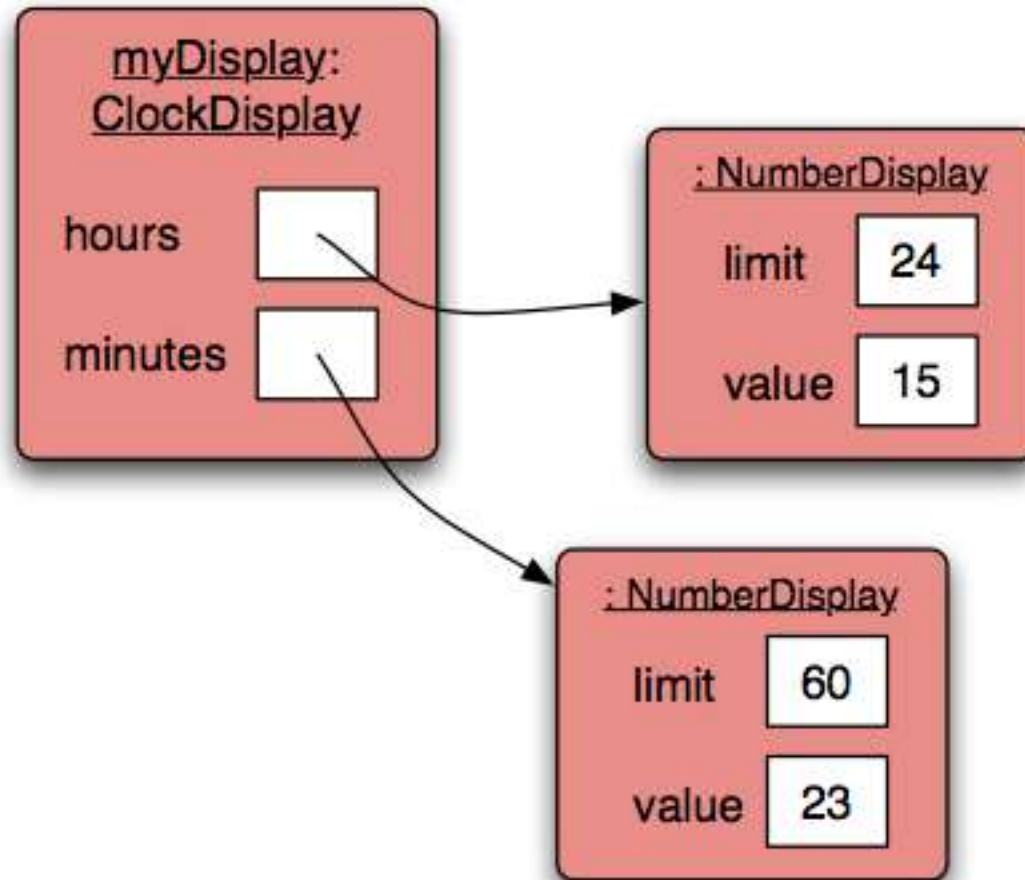 myDisplay:
ClockDisplay
hours
minutes
: NumberDisplay
limit 24
value 15
: NumberDisplay
limit 60
value 23